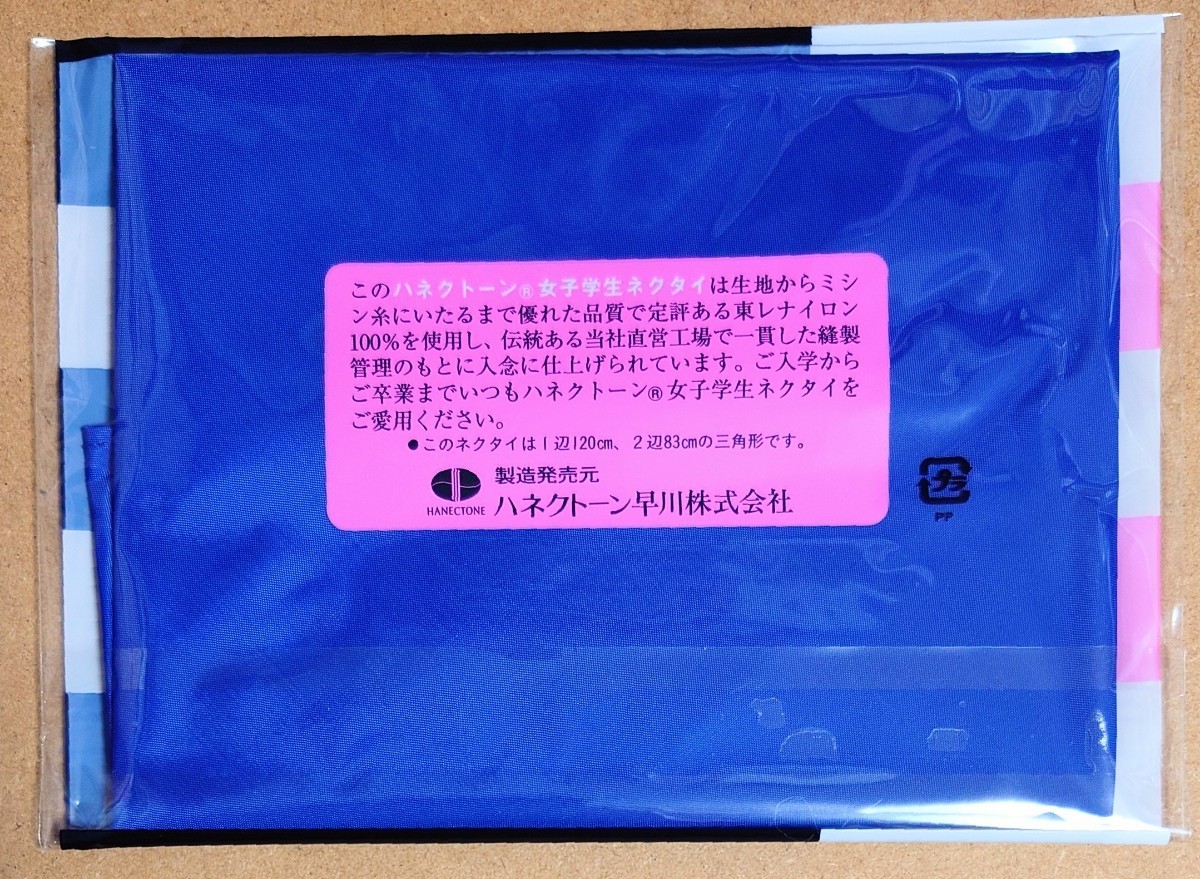 このハネクトーン®女子学生ネクタイは生地からミシ
ン糸にいたるまで優れた品質で定評ある東レナイロン
100%を使用し、伝統ある当社直営工場で一貫した縫製
管理のもとに入念に仕上げられています。ご入学から
ご卒業までいつもハネクトーン®女子学生ネクタイを
ご愛用ください。
●このネクタイは1辺120cm、2辺83cmの三角形です。
製造発売元
HANECTONE ハネクトーン早川株式会社
プラ
PP